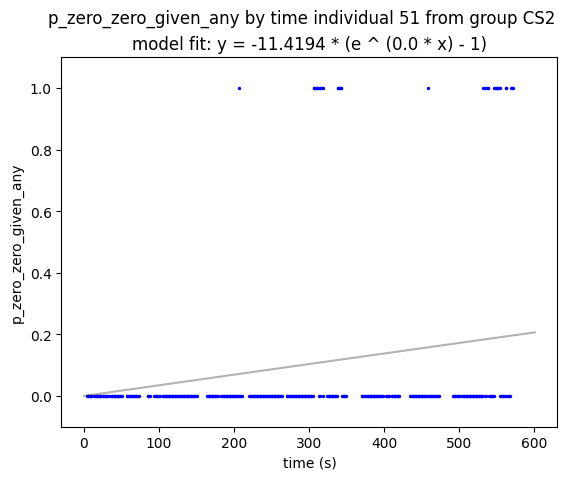 p_zero_zero_given_any by time individual 51 from group CS2
model fit: y = -11.4194 * (e ^ (0.0 * x) - 1)
1.0
0.8
0.6
0.4
0.2
0.0
p_zero_zero_given_any
0 100 200 300 400 500 600
time (s)